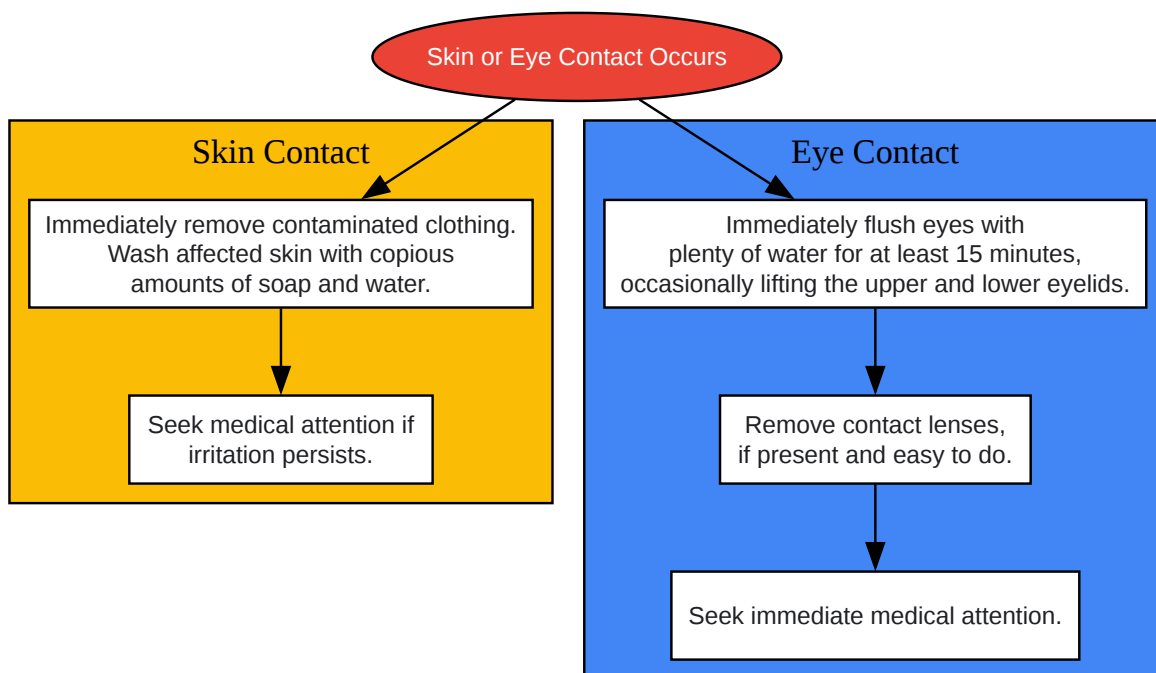 Skin or Eye Contact Occurs
Skin Contact
Immediately remove contaminated clothing.
Wash affected skin with copious
amounts of soap and water.
Seek medical attention if
irritation persists.
Eye Contact
Immediately flush eyes with
plenty of water for at least 15 minutes,
occasionally lifting the upper and lower eyelids.
Remove contact lenses,
if present and easy to do.
Seek immediate medical attention.